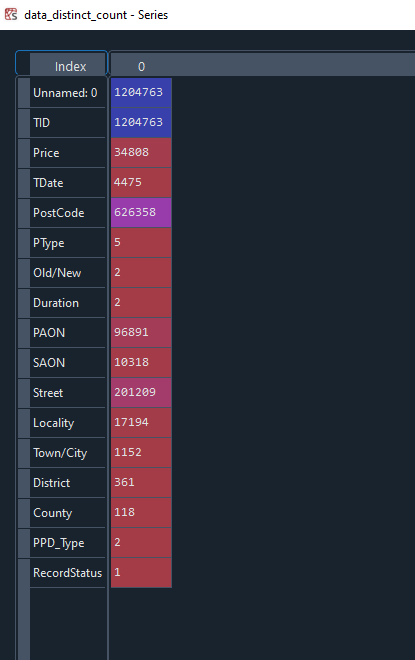 data_distinct_count - Series
Index 0
Unnamed: 0 1204763
TID 1204763
Price 34808
TDate 4475
PostCode 626358
PType 5
Old/New 2
Duration 2
PAON 96891
SAON 10318
Street 201209
Locality 17194
Town/City 1152
District 361
County 118
PPD_Type 2
RecordStatus 1